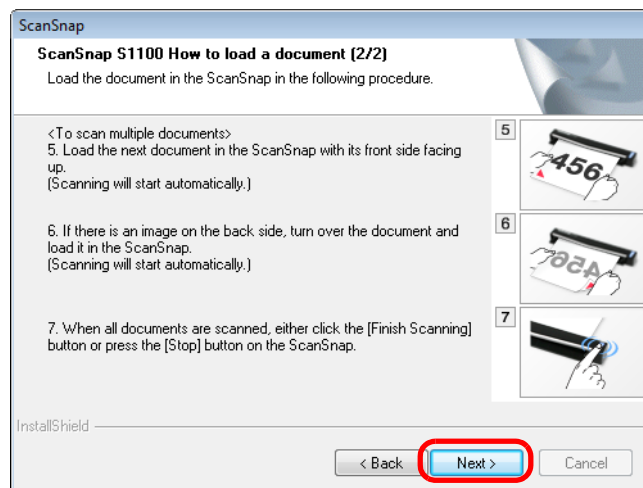 ScanSnap
ScanSnap S1100 How to load a document (2/2)
Load the document in the ScanSnap in the following procedure.
<To scan multiple documents>
5. Load the next document in the ScanSnap with its front side facing
up.
(Scanning will start automatically.)
5
456
6. If there is an image on the back side, turn over the document and
load it in the ScanSnap.
(Scanning will start automatically.)
6
456
7. When all documents are scanned, either click the [Finish Scanning]
button or press the [Stop] button on the ScanSnap.
7
InstallShield
< Back
Next >
Cancel